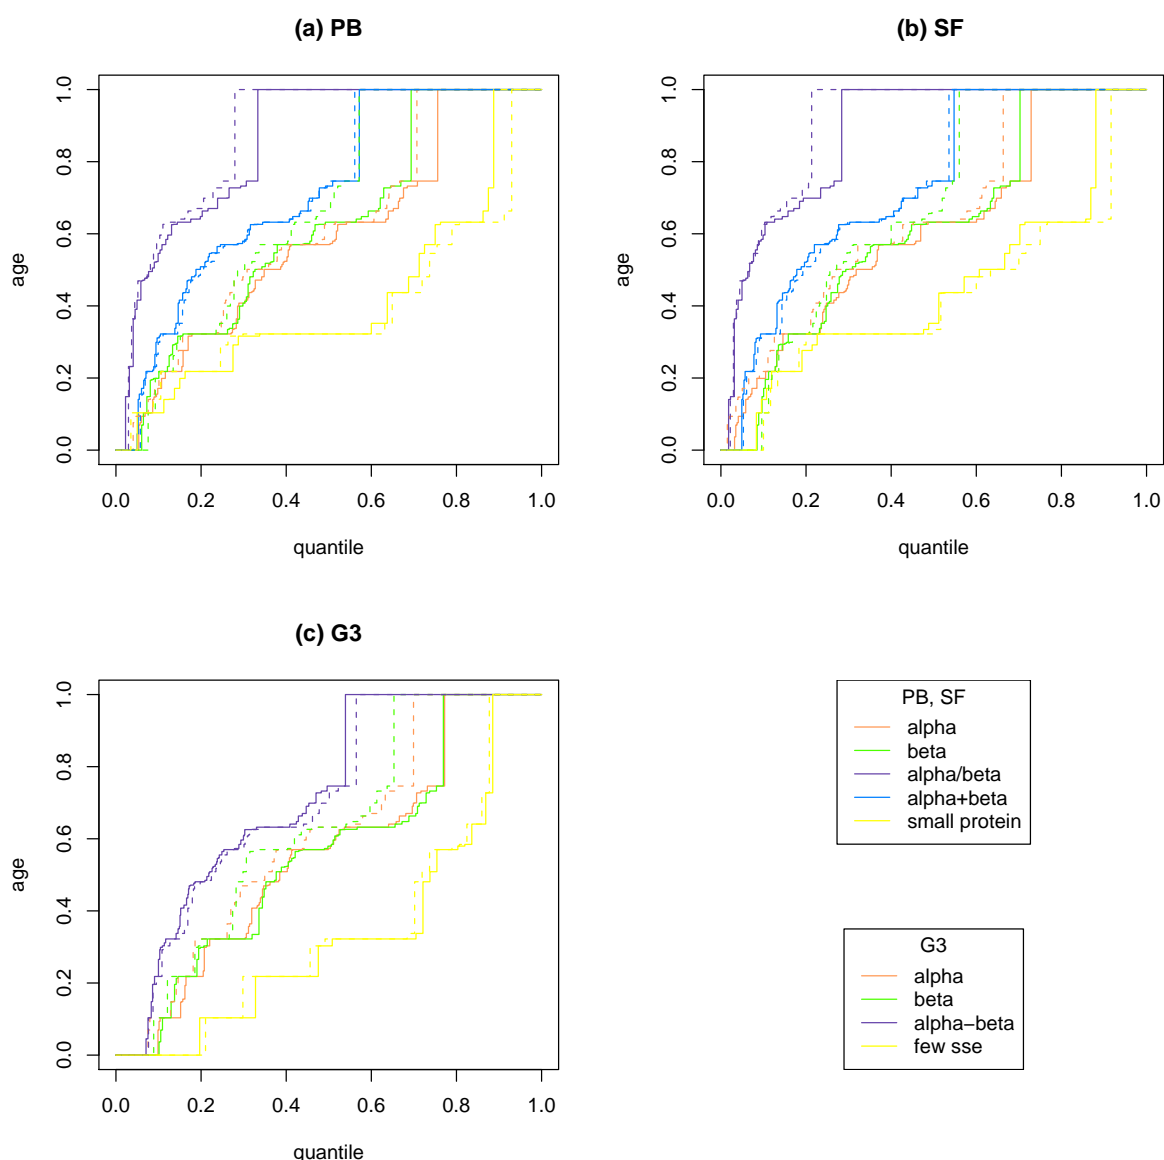 (a) PB
1.0
0.8
0.6
0.4
0.2
0.0
age
0.0 0.2 0.4 0.6 0.8 1.0
quantile
(b) SF
1.0
0.8
0.6
0.4
0.2
0.0
age
0.0 0.2 0.4 0.6 0.8 1.0
quantile
(c) G3
1.0
0.8
0.6
0.4
0.2
0.0
age
0.0 0.2 0.4 0.6 0.8 1.0
quantile
PB, SF
alpha
beta
alpha/beta
alpha+beta
small protein
G3
alpha
beta
alpha−beta
few sse